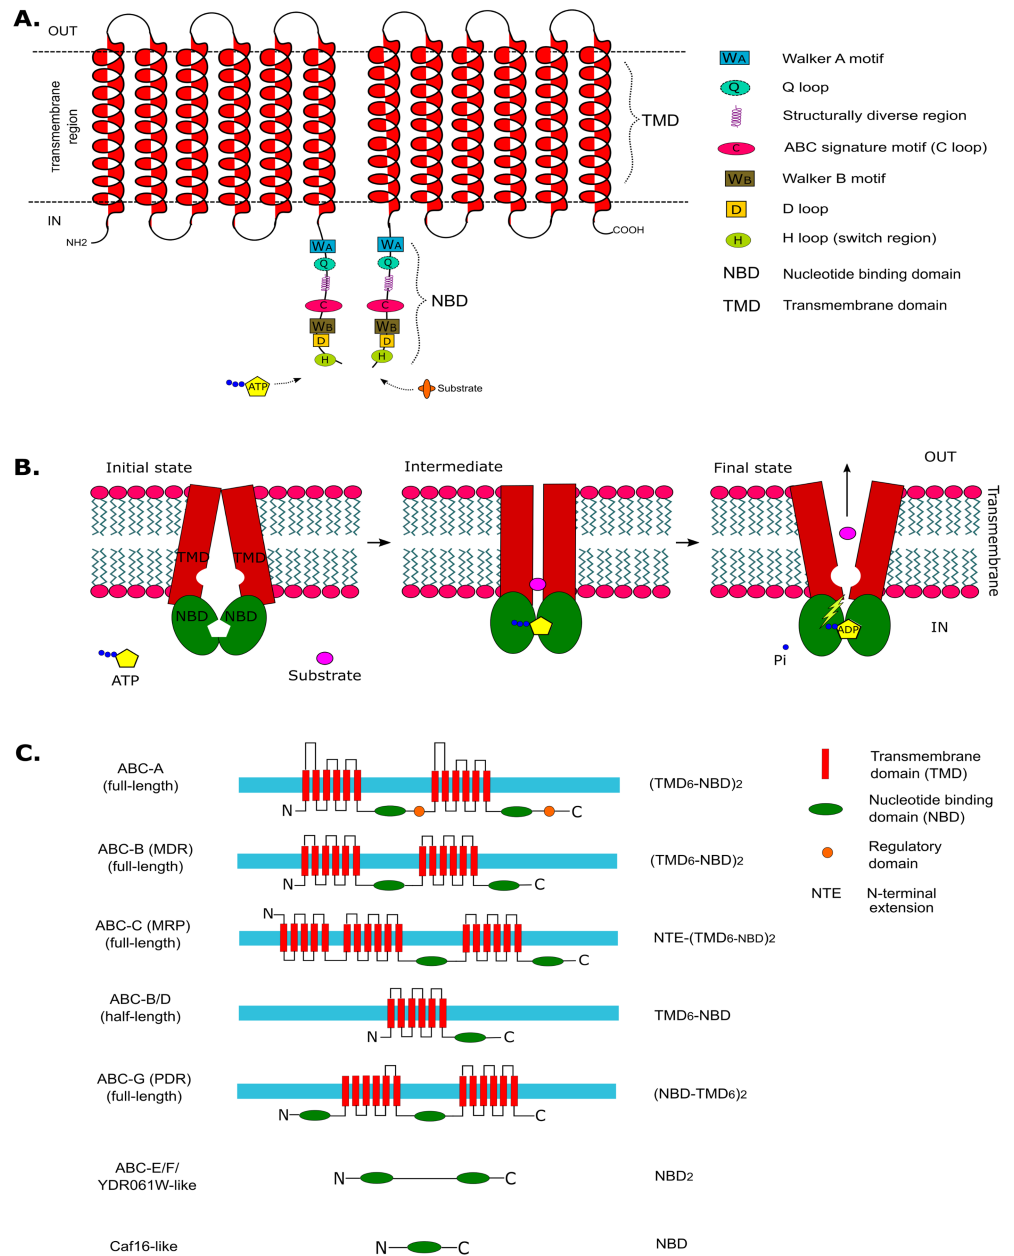 A.
OUT
Transmembrane
region
IN
NH2
COOH
TMD
WA
WA
Q
Q
C
C
WB
WB
D
D
H
H
NBD
ATP
Substrate
WA Walker A motif
Q Q loop
Structurally diverse region
C ABC signature motif (C loop)
WB Walker B motif
D D loop
H H loop (switch region)
NBD Nucleotide binding domain
TMD Transmembrane domain
B.
Initial state
Intermediate
Final state
OUT
Transmembrane
TMD TMD
NBD NBD
ADP
IN
Pi
ATP
Substrate
C.
ABC-A
(full-length)
N
C
(TMD6-NBD)2
ABC-B (MDR)
(full-length)
N
C
(TMD6-NBD)2
ABC-C (MRP)
(full-length)
N
C
NTE-(TMD6-NBD)2
ABC-B/D
(half-length)
N
C
TMD6-NBD
ABC-G (PDR)
(full-length)
N
C
(NBD-TMD6)2
ABC-E/F/
YDR061W-like
N
C
NBD2
Caf16-like
N
C
NBD
Transmembrane
domain (TMD)
Nucleotide binding
domain (NBD)
Regulatory
domain
NTE N-terminal
extension